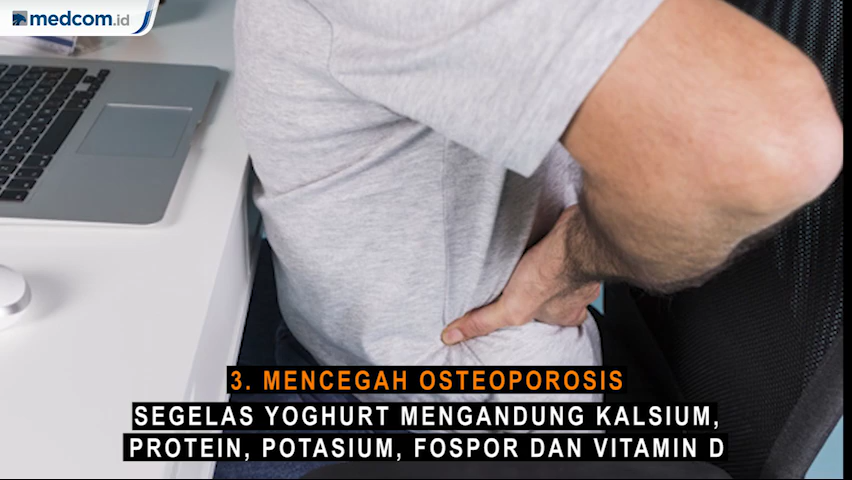 medcom.id
3. MENCEGAH OSTEOPOROSIS
SEGELAS YOGHURT MENGANDUNG KALSIUM,
PROTEIN, POTASIUM, FOSPOR DAN VITAMIN D